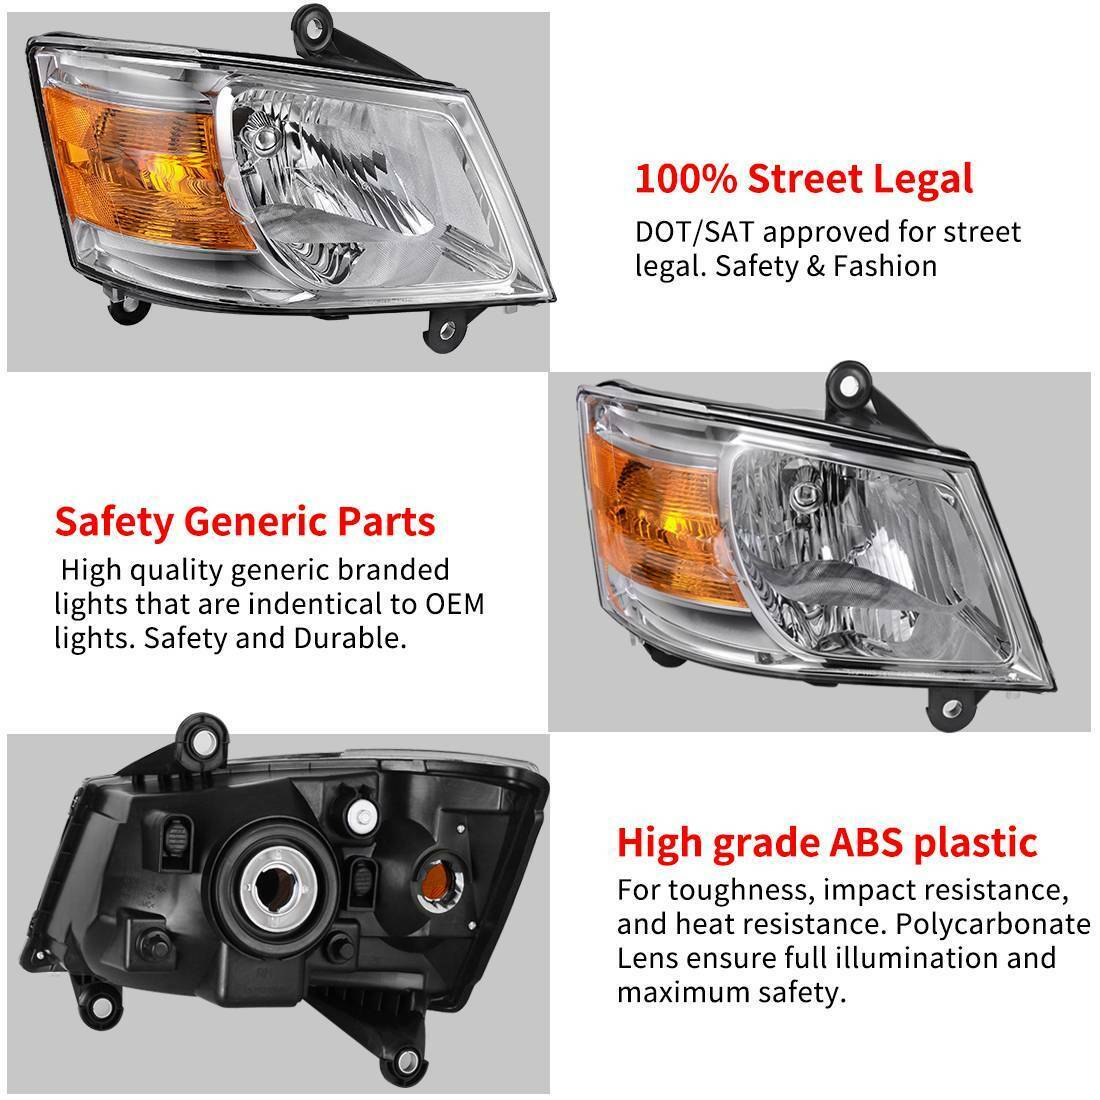 100% Street Legal
DOT/SAT approved for street
legal. Safety & Fashion
Safety Generic Parts
High quality generic branded
lights that are indentical to OEM
lights. Safety and Durable.
RH
High grade ABS plastic
For toughness, impact resistance,
and heat resistance. Polycarbonate
Lens ensure full illumination and
maximum safety.